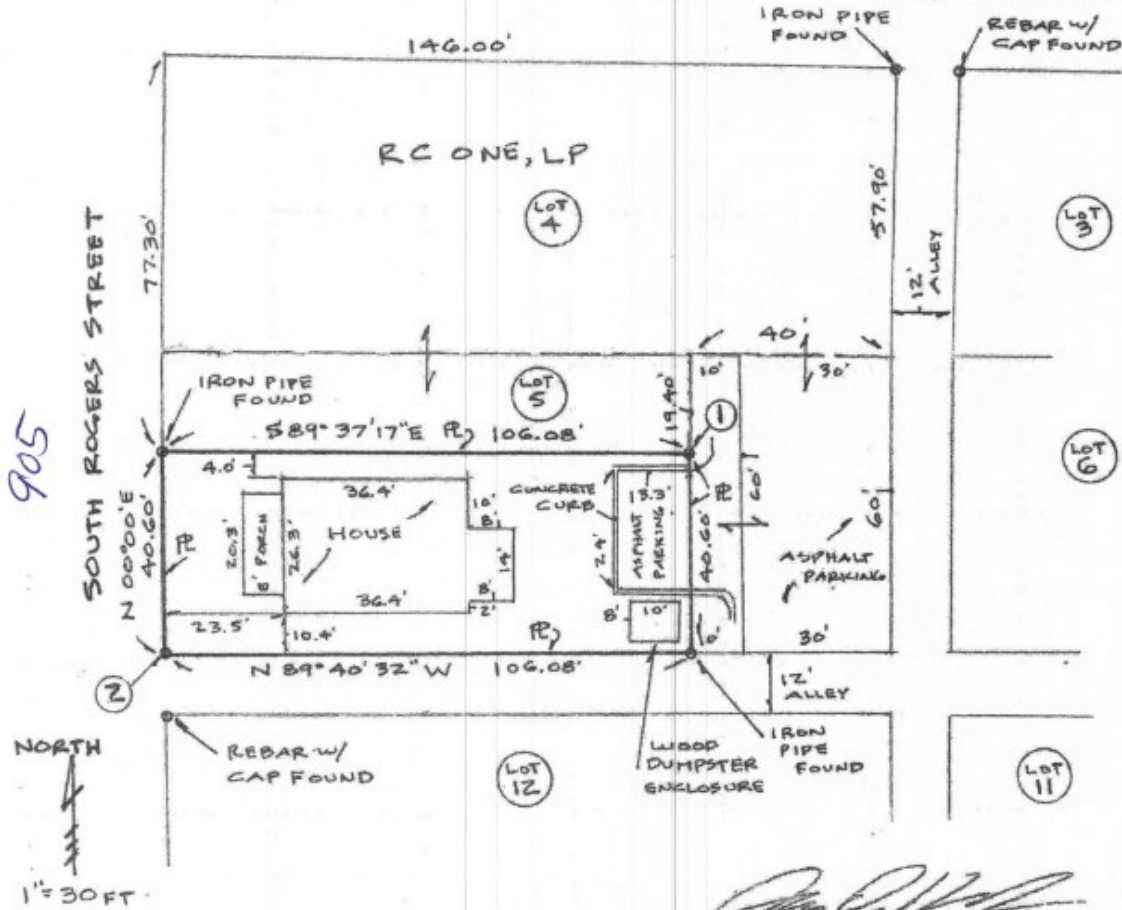 IRON PIPE
FOUND
REBAR W/
CAP FOUND
146.00'
RC ONE, LP
LOT
4
LOT
3
57.90'
12'
ALLEY
77.30'
SOUTH ROGERS STREET
905
40'
10'
30'
IRON PIPE
FOUND
LOT
5
19.40'
1
S 89° 37' 17" E PL 106.08'
LOT
6
4.0'
36.4'
10'
8'
CONCRETE
CURB
13.3'
ASPHALT
PARKING
PL
60'
60'
N 00°00'00" E
40.60'
PL
20.3'
8' PORCH
26.3'
HOUSE
14'
24'
40.60'
ASPHALT
PARKING
36.4'
8'
2'
8'
10'
23.5'
10.4'
PL
30'
N 89° 40' 32" W 106.08'
2
12'
ALLEY
NORTH
REBAR W/
CAP FOUND
LOT
12
WOOD
DUMPSTER
ENCLOSURE
IRON
PIPE
FOUND
LOT
11
1"=30 FT.